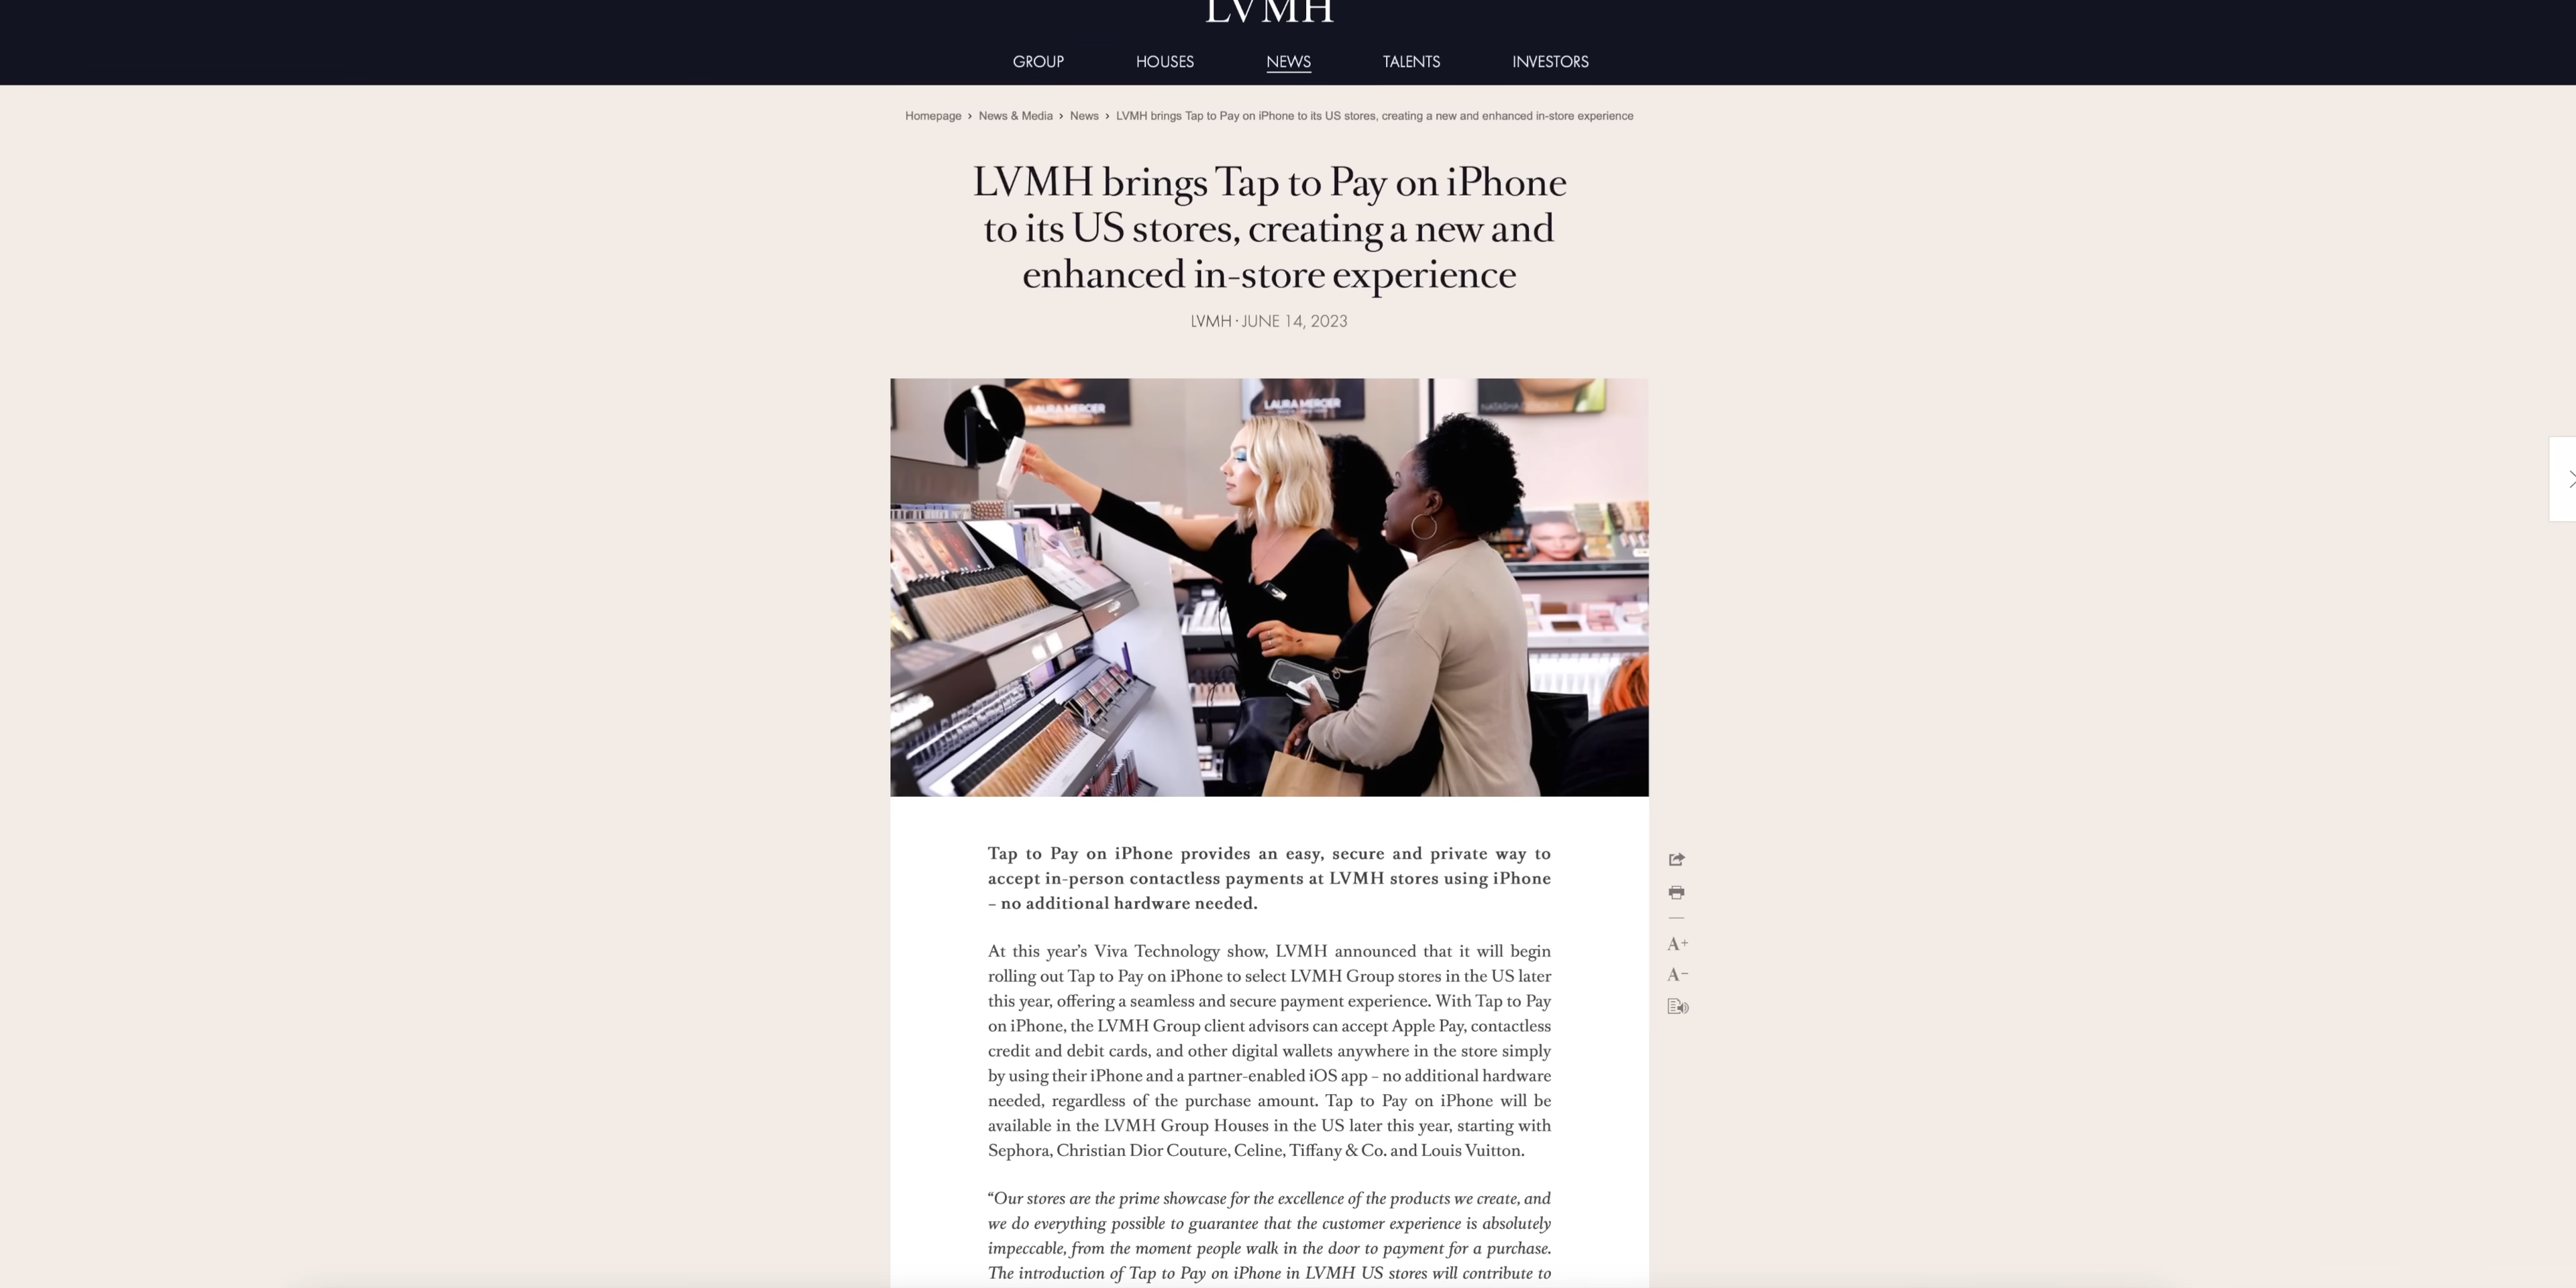 LVMH
GROUP HOUSES NEWS TALENTS INVESTORS
Homepage › News & Media › News › LVMH brings Tap to Pay on iPhone to its US stores, creating a new and enhanced in-store experience
LVMH brings Tap to Pay on iPhone
to its US stores, creating a new and
enhanced in-store experience
LVMH · JUNE 14, 2023
LAURA MERCIER
LAURA MERCIER
NATASHA
Tap to Pay on iPhone provides an easy, secure and private way to
accept in-person contactless payments at LVMH stores using iPhone
– no additional hardware needed.
At this year’s Viva Technology show, LVMH announced that it will begin
rolling out Tap to Pay on iPhone to select LVMH Group stores in the US later
this year, offering a seamless and secure payment experience. With Tap to Pay
on iPhone, the LVMH Group client advisors can accept Apple Pay, contactless
credit and debit cards, and other digital wallets anywhere in the store simply
by using their iPhone and a partner-enabled iOS app – no additional hardware
needed, regardless of the purchase amount. Tap to Pay on iPhone will be
available in the LVMH Group Houses in the US later this year, starting with
Sephora, Christian Dior Couture, Celine, Tiffany & Co. and Louis Vuitton.
“Our stores are the prime showcase for the excellence of the products we create, and
we do everything possible to guarantee that the customer experience is absolutely
impeccable, from the moment people walk in the door to payment for a purchase.
The introduction of Tap to Pay on iPhone in LVMH US stores will contribute to
A+
A-